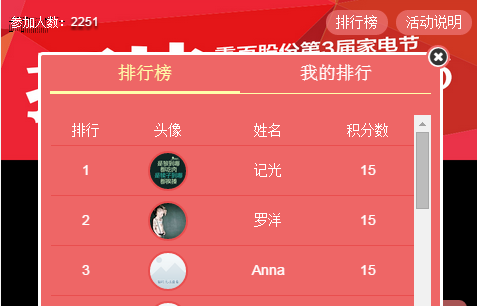 参加人数：2251
排行榜
活动说明
重百股份第3届家电节
排行榜
我的排行
排行
头像
姓名
积分数
1
记光
15
2
罗洋
15
3
Anna
15